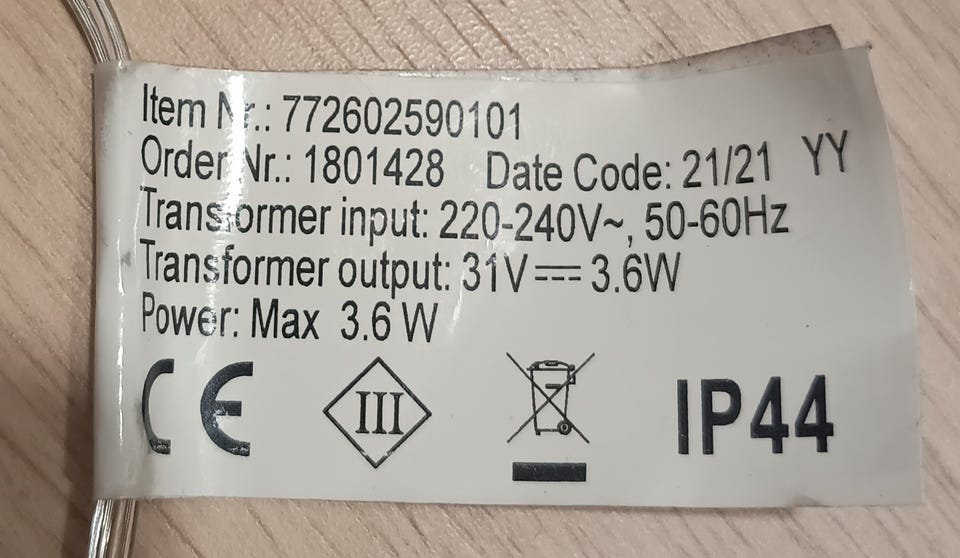 Item Nr.: 772602590101
Order Nr.: 1801428 Date Code: 21/21 YY
Transformer input: 220-240V~, 50-60Hz
Transformer output: 31V⎓3.6W
Power: Max 3.6 W
CE III IP44